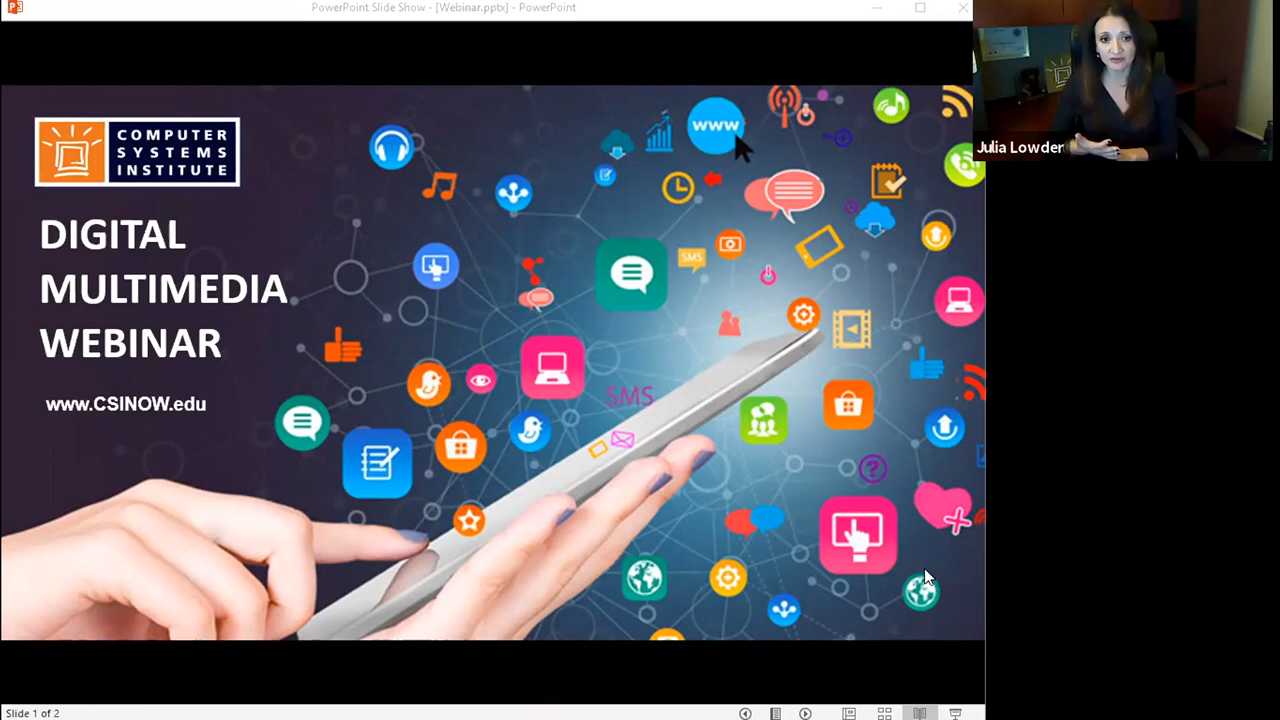 PowerPoint Slide Show - [Webinar.pptx] - PowerPoint
COMPUTER
SYSTEMS
INSTITUTE
DIGITAL
MULTIMEDIA
WEBINAR
www.CSINOW.edu
www
SMS
SMS
?
Julia Lowder
Slide 1 of 2